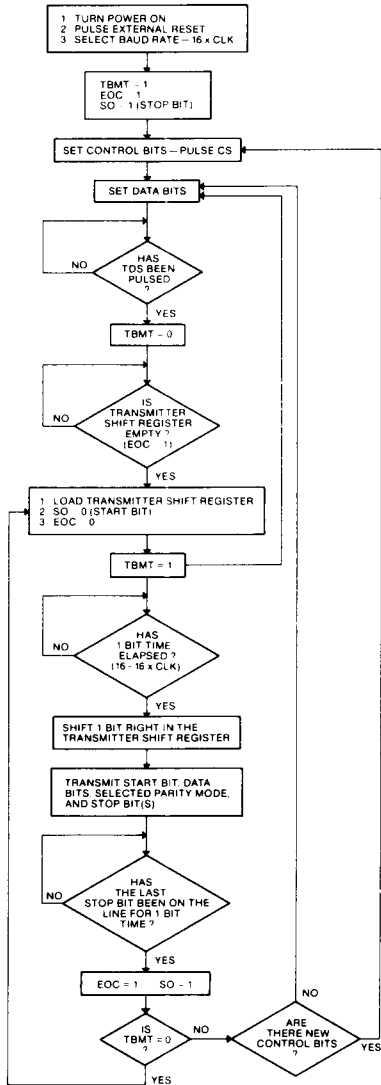 1 TURN POWER ON
2 PULSE EXTERNAL RESET
3 SELECT BAUD RATE – 16 x CLK
TBMT – 1
EOC 1
SO – 1 (STOP BIT)
SET CONTROL BITS – PULSE CS
SET DATA BITS
HAS
TDS BEEN
PULSED
?
NO
YES
TBMT – 0
IS
TRANSMITTER
SHIFT REGISTER
EMPTY ?
(EOC 1)
NO
YES
1 LOAD TRANSMITTER SHIFT REGISTER
2 SO 0 (START BIT)
3 EOC 0
TBMT = 1
HAS
1 BIT TIME
ELAPSED ?
(16 - 16 x CLK)
NO
YES
SHIFT 1 BIT RIGHT IN THE
TRANSMITTER SHIFT REGISTER
TRANSMIT START BIT, DATA
BITS, SELECTED PARITY MODE,
AND STOP BIT(S)
HAS
THE LAST
STOP BIT BEEN ON THE
LINE FOR 1 BIT
TIME ?
NO
YES
EOC = 1 SO – 1
IS
TBMT = 0
?
NO
YES
ARE
THERE NEW
CONTROL BITS
?
NO
YES